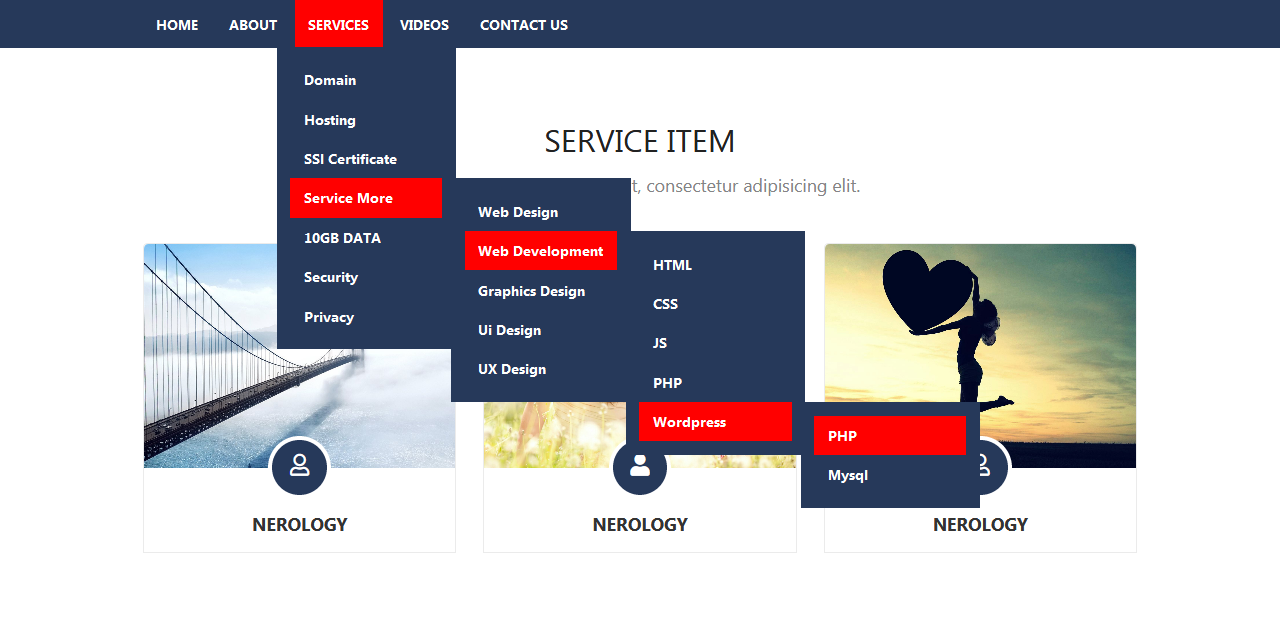 HOME ABOUT SERVICES VIDEOS CONTACT US
Domain
Hosting
SSl Certificate
Service More
10GB DATA
Security
Privacy
Web Design
Web Development
Graphics Design
Ui Design
UX Design
HTML
CSS
JS
PHP
Wordpress
PHP
Mysql
SERVICE ITEM
, consectetur adipisicing elit.
NEROLOGY
NEROLOGY
NEROLOGY